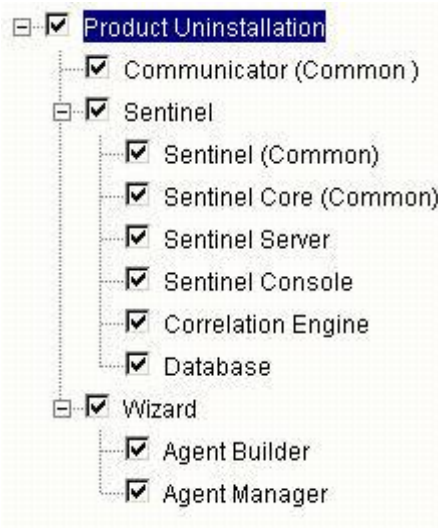 Product Uninstallation
Communicator (Common )
Sentinel
Sentinel (Common)
Sentinel Core (Common)
Sentinel Server
Sentinel Console
Correlation Engine
Database
Wizard
Agent Builder
Agent Manager